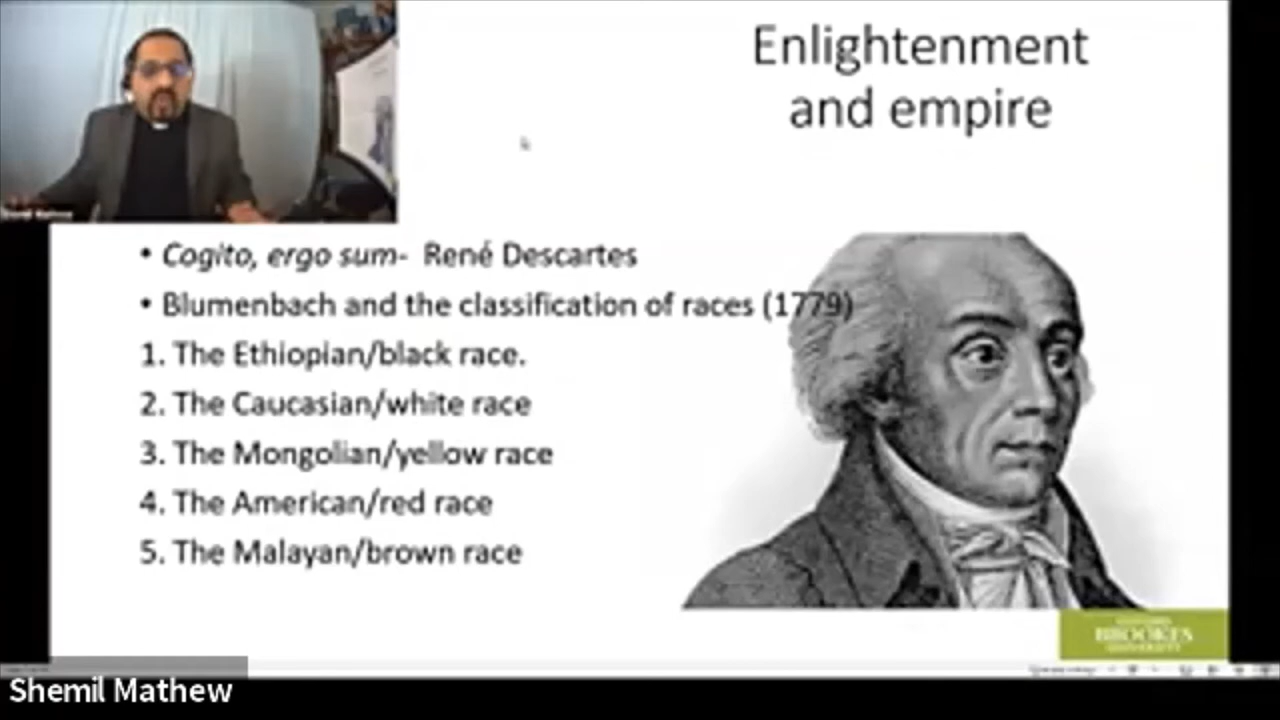 Enlightenment
and empire
• Cogito, ergo sum- René Descartes
• Blumenbach and the classification of races (1779)
1. The Ethiopian/black race.
2. The Caucasian/white race
3. The Mongolian/yellow race
4. The American/red race
5. The Malayan/brown race
BROOKES
UNIVERSITY
Shemil Mathew